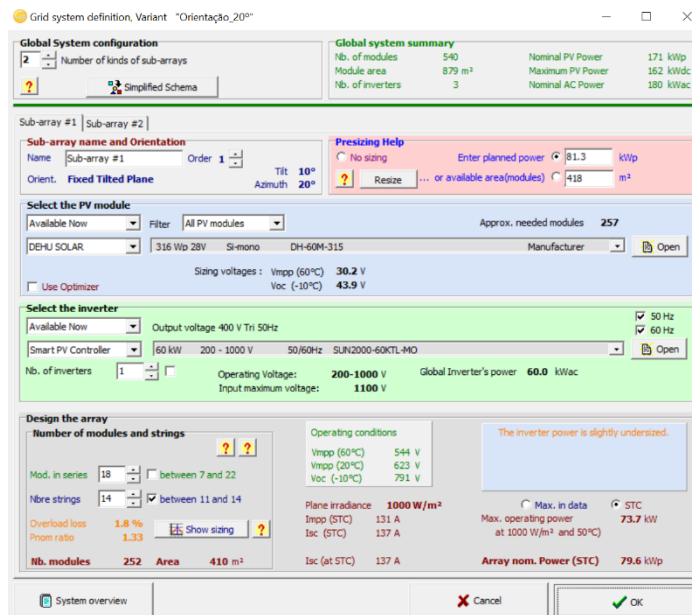 Grid system definition, Variant "Orientação_20º"
Global System configuration
2 Number of kinds of sub-arrays
? Simplified Schema
Global system summary
Nb. of modules 540 Nominal PV Power 171 kWp
Module area 879 m² Maximum PV Power 162 kWdc
Nb. of inverters 3 Nominal AC Power 180 kWac
Sub-array #1 Sub-array #2
Sub-array name and Orientation
Name Sub-array #1 Order 1
Orient. Fixed Tilted Plane Tilt 10°
Azimuth 20°
Presizing Help
No sizing Enter planned power 81.3 kWp
? Resize ... or available area(modules) 418 m²
Select the PV module
Available Now Filter All PV modules Approx. needed modules 257
DEHU SOLAR 316 Wp 28V Si-mono DH-60M-315 Manufacturer Open
Sizing voltages : Vmpp (60°C) 30.2 V
Use Optimizer Voc (-10°C) 43.9 V
Select the inverter
50 Hz
Available Now Output voltage 400 V Tri 50Hz 60 Hz
Smart PV Controller 60 kW 200 - 1000 V 50/60Hz SUN2000-60KTL-MO Open
Nb. of inverters 1 Operating Voltage: 200-1000 V Global Inverter's power 60.0 kWac
Input maximum voltage: 1100 V
Design the array
Number of modules and strings
? ?
Mod. in series 18 between 7 and 22
Nbre strings 14 between 11 and 14
Overload loss 1.8 %
Pnom ratio 1.33 Show sizing ?
Nb. modules 252 Area 410 m²
Operating conditions
Vmpp (60°C) 544 V
Vmpp (20°C) 623 V
Voc (-10°C) 791 V
Plane irradiance 1000 W/m²
Impp (STC) 131 A
Isc (STC) 137 A
Isc (at STC) 137 A
The inverter power is slightly undersized.
Max. in data STC
Max. operating power 73.7 kW
at 1000 W/m² and 50°C)
Array nom. Power (STC) 79.6 kWp
System overview Cancel OK